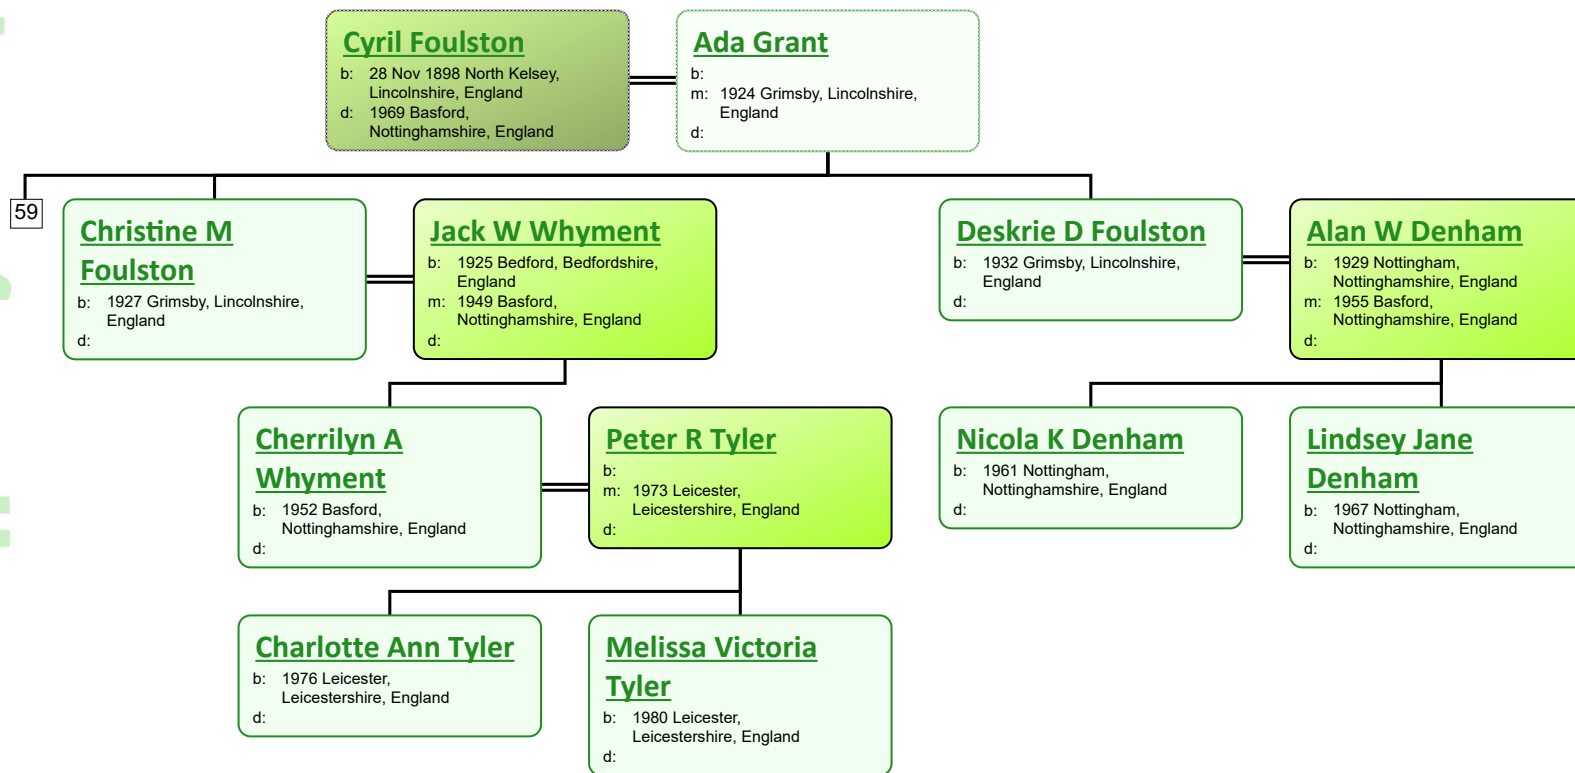 Cyril Foulston
b: 28 Nov 1898 North Kelsey,
Lincolnshire, England
d: 1969 Basford,
Nottinghamshire, England
Ada Grant
b:
m: 1924 Grimsby, Lincolnshire,
England
d:
59
Christine M
Foulston
b: 1927 Grimsby, Lincolnshire,
England
d:
Jack W Whyment
b: 1925 Bedford, Bedfordshire,
England
m: 1949 Basford,
Nottinghamshire, England
d:
Deskrie D Foulston
b: 1932 Grimsby, Lincolnshire,
England
d:
Alan W Denham
b: 1929 Nottingham,
Nottinghamshire, England
m: 1955 Basford,
Nottinghamshire, England
d:
Cherrilyn A
Whyment
b: 1952 Basford,
Nottinghamshire, England
d:
Peter R Tyler
b:
m: 1973 Leicester,
Leicestershire, England
d:
Nicola K Denham
b: 1961 Nottingham,
Nottinghamshire, England
d:
Lindsey Jane
Denham
b: 1967 Nottingham,
Nottinghamshire, England
d:
Charlotte Ann Tyler
b: 1976 Leicester,
Leicestershire, England
d:
Melissa Victoria
Tyler
b: 1980 Leicester,
Leicestershire, England
d: